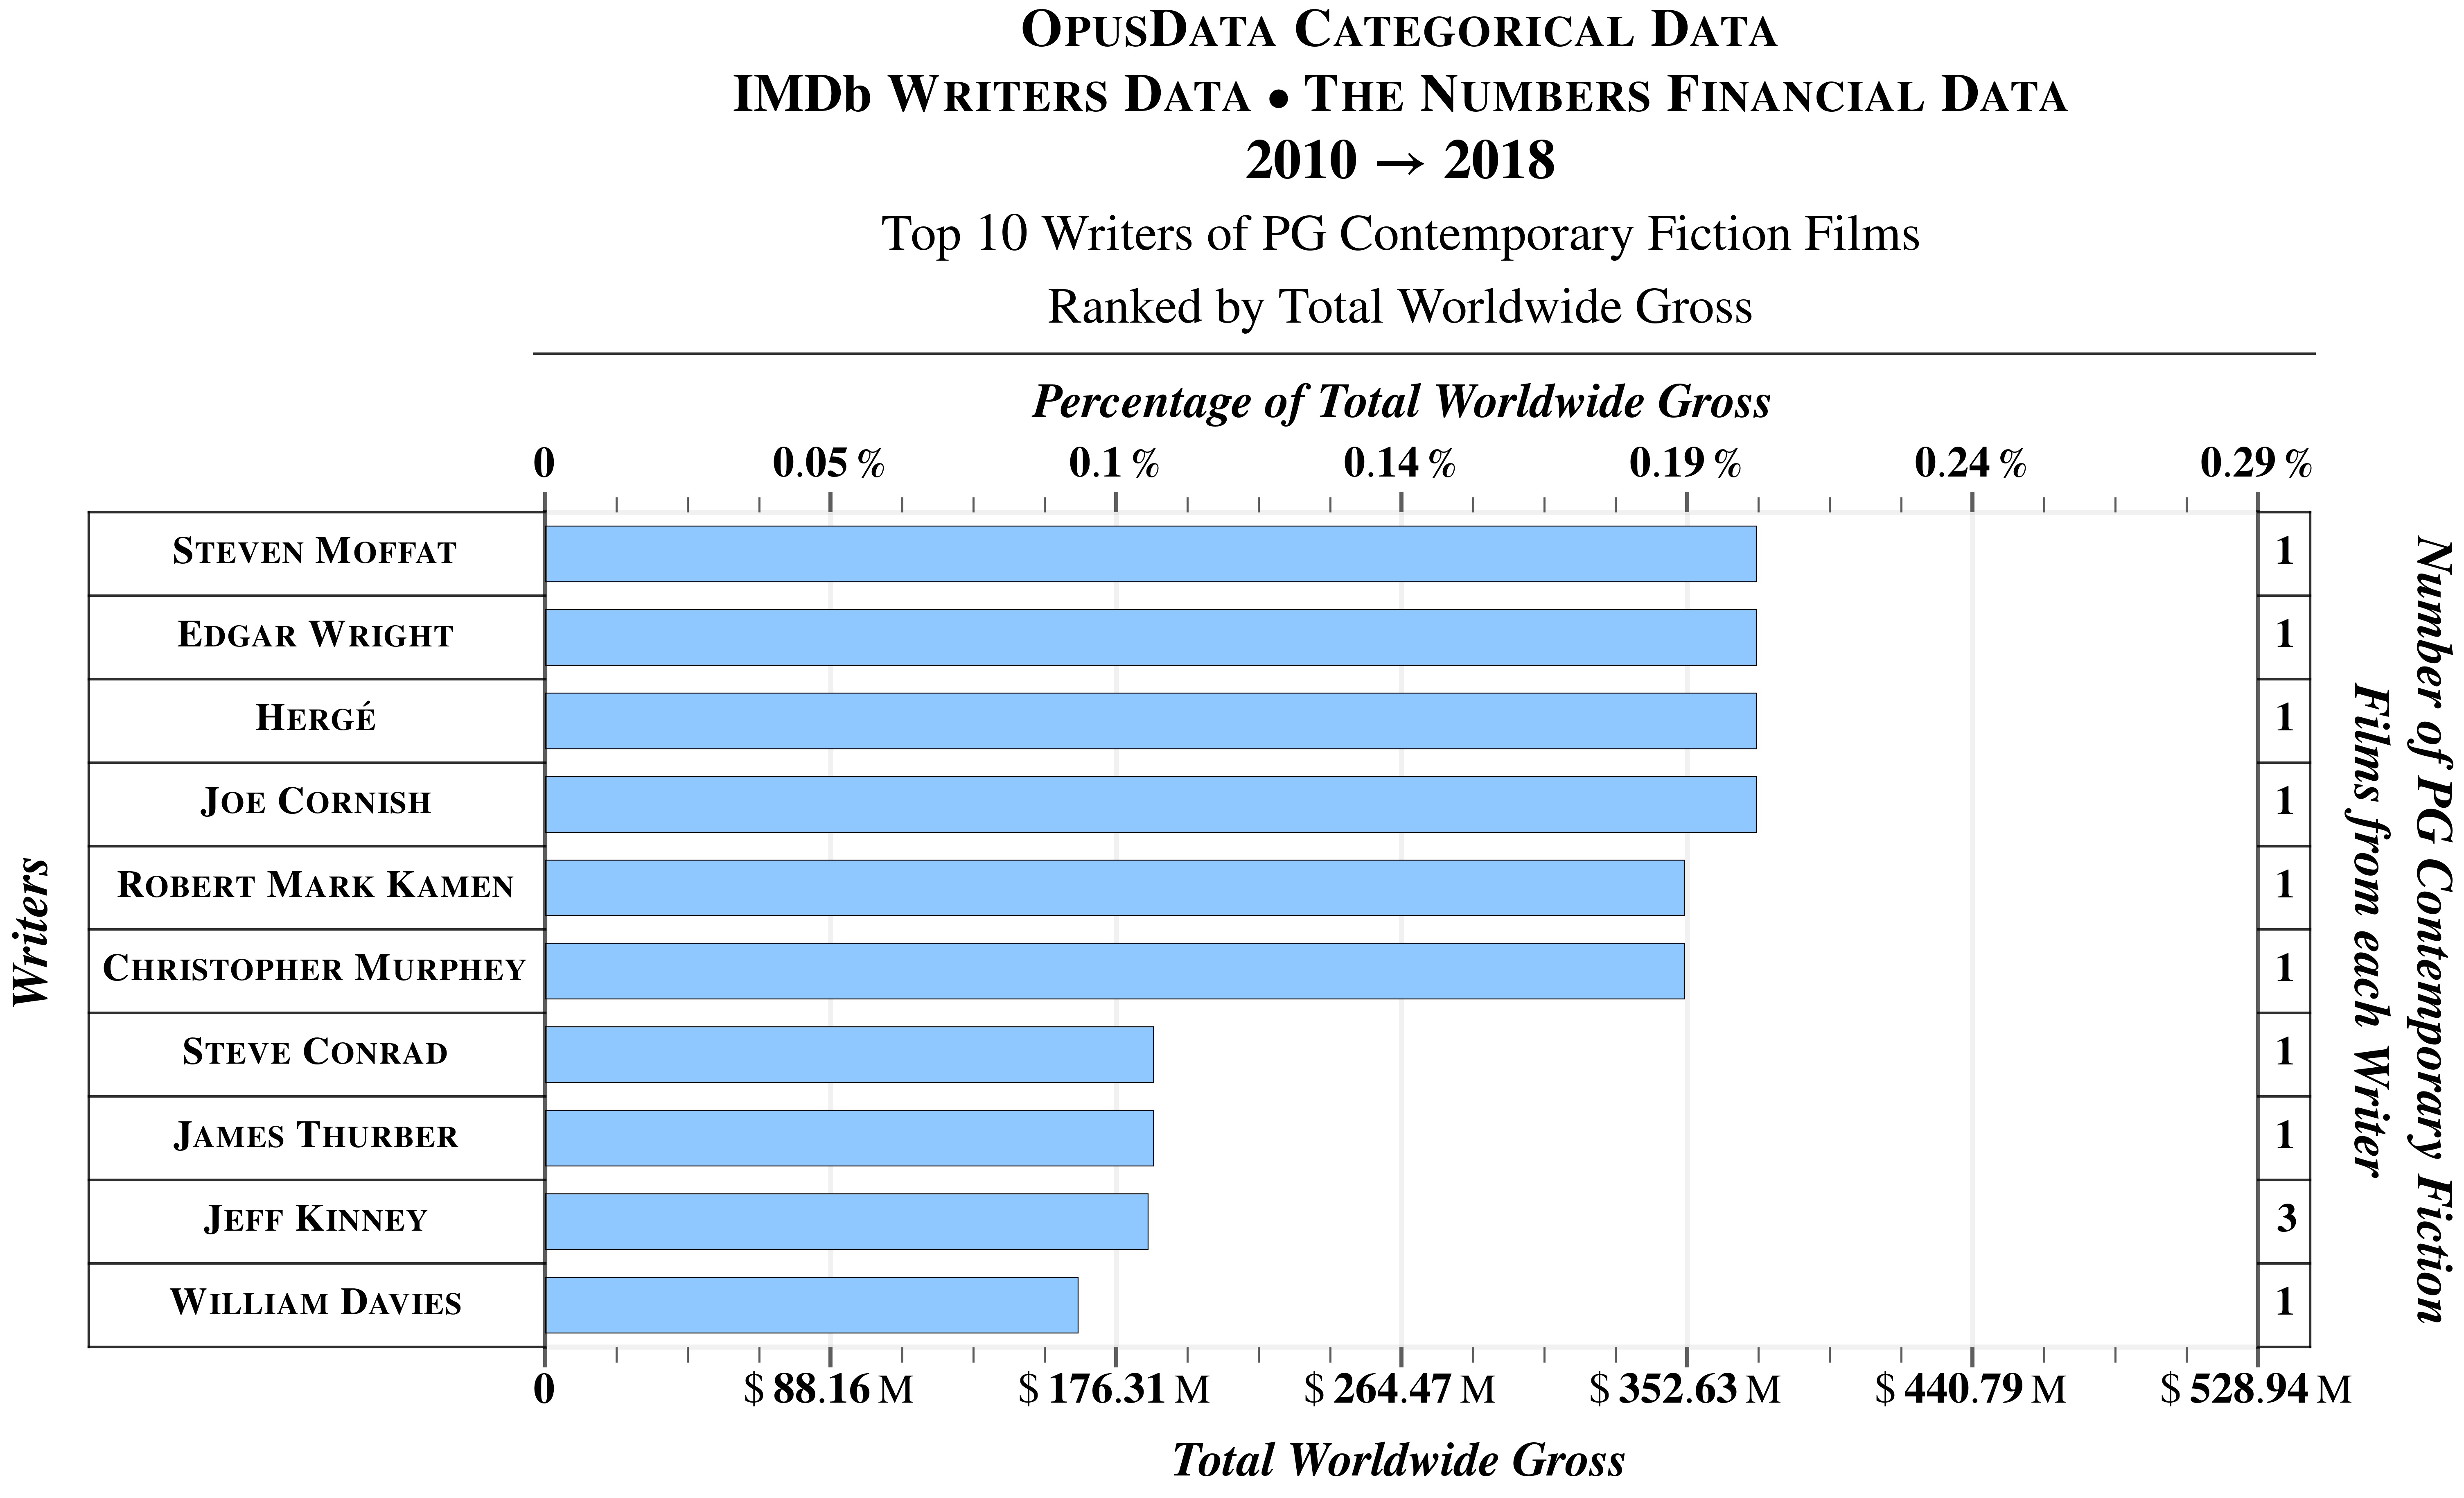 OpusData Categorical Data
IMDb Writers Data • The Numbers Financial Data
2010 → 2018
Top 10 Writers of PG Contemporary Fiction Films
Ranked by Total Worldwide Gross
Percentage of Total Worldwide Gross
0 0.05 % 0.1 % 0.14 % 0.19 % 0.24 % 0.29 %
Writers
Steven Moffat 1
Edgar Wright 1
Hergé 1
Joe Cornish 1
Robert Mark Kamen 1
Christopher Murphey 1
Steve Conrad 1
James Thurber 1
Jeff Kinney 3
William Davies 1
Number of PG Contemporary Fiction
Films from each Writer
0 $ 88.16 M $ 176.31 M $ 264.47 M $ 352.63 M $ 440.79 M $ 528.94 M
Total Worldwide Gross